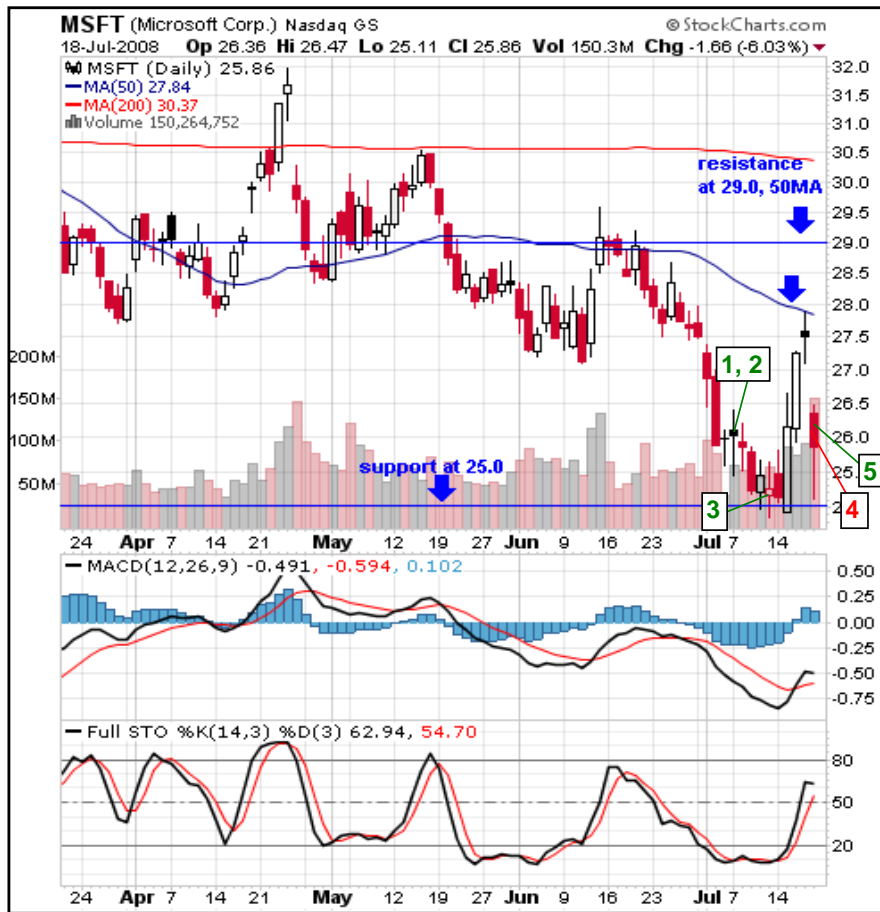 MSFT (Microsoft Corp.) Nasdaq GS © StockCharts.com
18-Jul-2008 Op 26.36 Hi 26.47 Lo 25.11 Cl 25.86 Vol 150.3M Chg -1.66 (-6.03%)
MSFT (Daily) 25.86
MA(50) 27.84
MA(200) 30.37
Volume 150,264,752
32.0
31.5
31.0
30.5
resistance
at 29.0, 50MA
30.0
29.5
29.0
28.5
28.0
27.5
200M
27.0
1, 2
150M
26.5
100M
26.0
support at 25.0
25.
5
50M
3
4
24 Apr 7 14 21 May 12 19 27 Jun 9 16 23 Jul 7 14
MACD(12,26,9) -0.491, -0.594, 0.102
0.50
0.25
0.00
-0.25
-0.50
-0.75
Full STO %K(14,3) %D(3) 62.94, 54.70
80
50
20
24 Apr 7 14 21 May 12 19 27 Jun 9 16 23 Jul 7 14